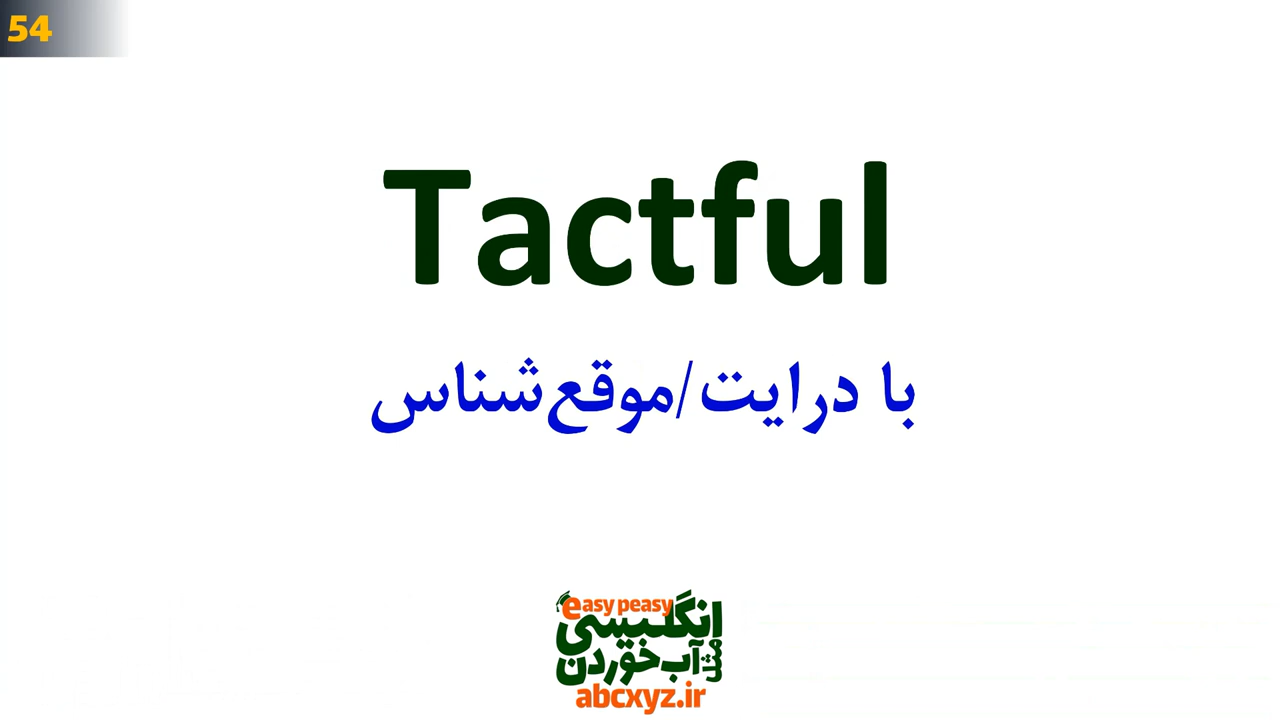 54
Tactful
با درایت/موقع‌شناس
easy peasy
انگلیسی
مثل آب خوردن
abcxyz.ir